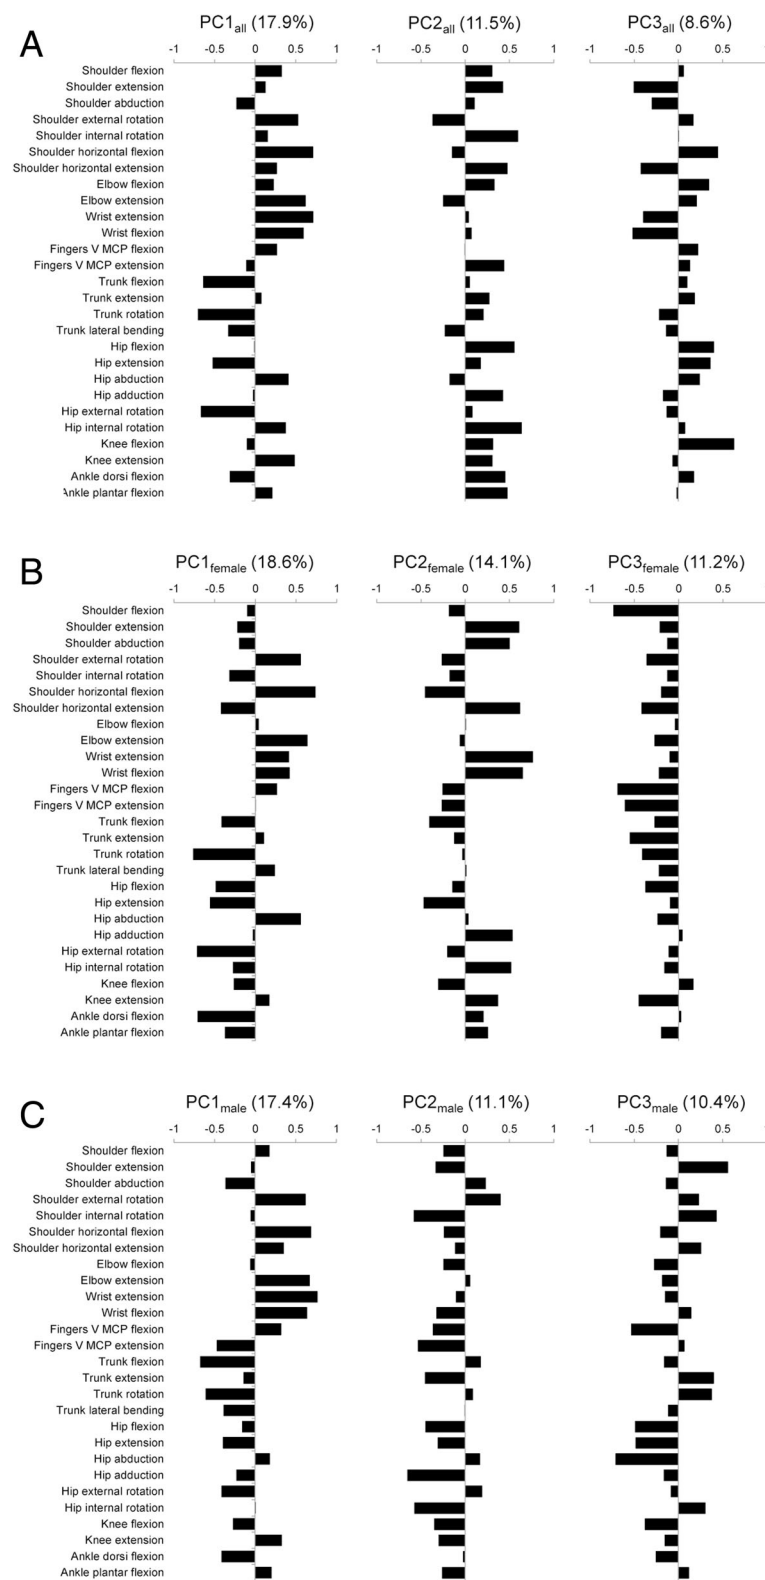 A
PC1all (17.9%) PC2all (11.5%) PC3all (8.6%)
-1 -0.5 0 0.5 1 -1 -0.5 0 0.5 1 -1 -0.5 0 0.5 1
Shoulder flexion
Shoulder extension
Shoulder abduction
Shoulder external rotation
Shoulder internal rotation
Shoulder horizontal flexion
Shoulder horizontal extension
Elbow flexion
Elbow extension
Wrist extension
Wrist flexion
Fingers V MCP flexion
Fingers V MCP extension
Trunk flexion
Trunk extension
Trunk rotation
Trunk lateral bending
Hip flexion
Hip extension
Hip abduction
Hip adduction
Hip external rotation
Hip internal rotation
Knee flexion
Knee extension
Ankle dorsi flexion
Ankle plantar flexion
B
PC1female (18.6%) PC2female (14.1%) PC3female (11.2%)
-1 -0.5 0 0.5 1 -1 -0.5 0 0.5 1 -1 -0.5 0 0.5 1
Shoulder flexion
Shoulder extension
Shoulder abduction
Shoulder external rotation
Shoulder internal rotation
Shoulder horizontal flexion
Shoulder horizontal extension
Elbow flexion
Elbow extension
Wrist extension
Wrist flexion
Fingers V MCP flexion
Fingers V MCP extension
Trunk flexion
Trunk extension
Trunk rotation
Trunk lateral bending
Hip flexion
Hip extension
Hip abduction
Hip adduction
Hip external rotation
Hip internal rotation
Knee flexion
Knee extension
Ankle dorsi flexion
Ankle plantar flexion
C
PC1male (17.4%) PC2male (11.1%) PC3male (10.4%)
-1 -0.5 0 0.5 1 -1 -0.5 0 0.5 1 -1 -0.5 0 0.5 1
Shoulder flexion
Shoulder extension
Shoulder abduction
Shoulder external rotation
Shoulder internal rotation
Shoulder horizontal flexion
Shoulder horizontal extension
Elbow flexion
Elbow extension
Wrist extension
Wrist flexion
Fingers V MCP flexion
Fingers V MCP extension
Trunk flexion
Trunk extension
Trunk rotation
Trunk lateral bending
Hip flexion
Hip extension
Hip abduction
Hip adduction
Hip external rotation
Hip internal rotation
Knee flexion
Knee extension
Ankle dorsi flexion
Ankle plantar flexion